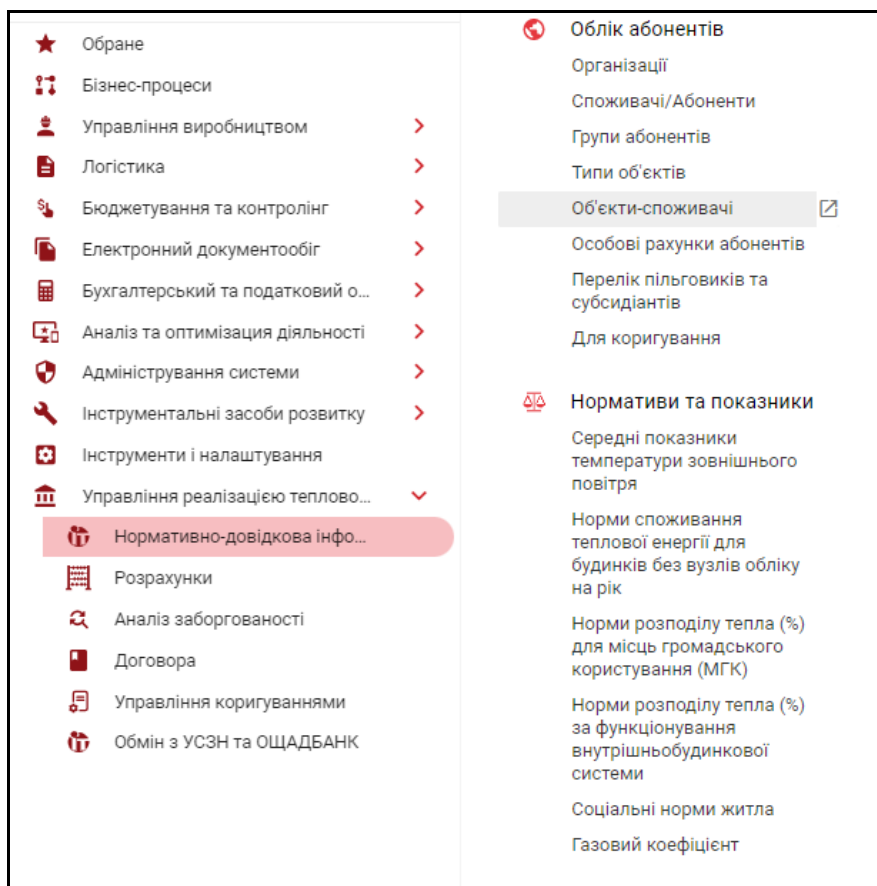 Обране
Бізнес-процеси
Управління виробництвом
Логістика
Бюджетування та контролінг
Електронний документообіг
Бухгалтерський та податковий о...
Аналіз та оптимизація діяльності
Адміністрування системи
Інструментальні засоби розвитку
Інструменти і налаштування
Управління реалізацією теплово...
Нормативно-довідкова інфо...
Розрахунки
Аналіз заборгованості
Договора
Управління коригуваннями
Обмін з УСЗН та ОЩАДБАНК
Облік абонентів
Організації
Споживачі/Абоненти
Групи абонентів
Типи об'єктів
Об'єкти-споживачі
Особові рахунки абонентів
Перелік пільговиків та
субсидіантів
Для коригування
Нормативи та показники
Середні показники
температури зовнішнього
повітря
Норми споживання
теплової енергії для
будинків без вузлів обліку
на рік
Норми розподілу тепла (%)
для місць громадського
користування (МГК)
Норми розподілу тепла (%)
за функціонування
внутрішньобудинкової
системи
Соціальні норми житла
Газовий коефіцієнт